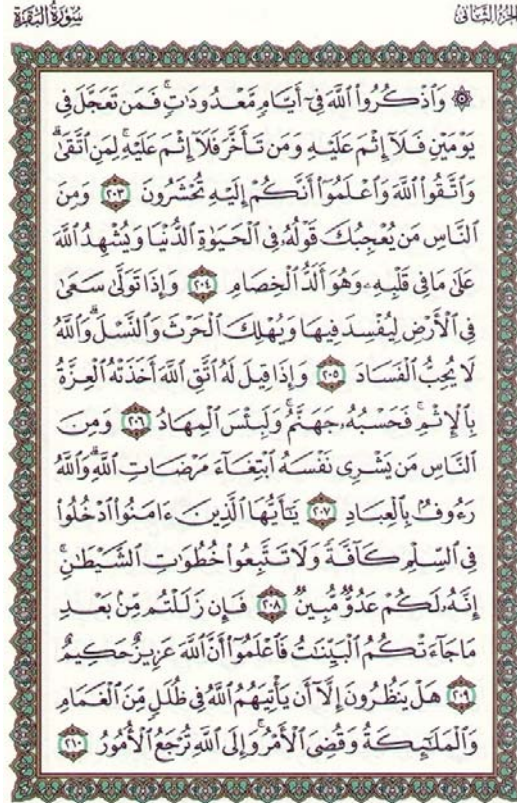 سُورَةُ البَقَرَةِ
الجُزْءُ الثَّانِي
۞ وَٱذْكُرُوا۟ ٱللَّهَ فِىٓ أَيَّامٍ مَّعْدُودَٰتٍ ۚ فَمَن تَعَجَّلَ فِى
يَوْمَيْنِ فَلَآ إِثْمَ عَلَيْهِ وَمَن تَأَخَّرَ فَلَآ إِثْمَ عَلَيْهِ ۚ لِمَنِ ٱتَّقَىٰ ۗ
وَٱتَّقُوا۟ ٱللَّهَ وَٱعْلَمُوٓا۟ أَنَّكُمْ إِلَيْهِ تُحْشَرُونَ ٢٠٣ وَمِنَ
ٱلنَّاسِ مَن يُعْجِبُكَ قَوْلُهُۥ فِى ٱلْحَيَوٰةِ ٱلدُّنْيَا وَيُشْهِدُ ٱللَّهَ
عَلَىٰ مَا فِى قَلْبِهِۦ وَهُوَ أَلَدُّ ٱلْخِصَامِ ٢٠٤ وَإِذَا تَوَلَّىٰ سَعَىٰ
فِى ٱلْأَرْضِ لِيُفْسِدَ فِيهَا وَيُهْلِكَ ٱلْحَرْثَ وَٱلنَّسْلَ ۗ وَٱللَّهُ
لَا يُحِبُّ ٱلْفَسَادَ ٢٠٥ وَإِذَا قِيلَ لَهُ ٱتَّقِ ٱللَّهَ أَخَذَتْهُ ٱلْعِزَّةُ
بِٱلْإِثْمِ ۚ فَحَسْبُهُۥ جَهَنَّمُ ۚ وَلَبِئْسَ ٱلْمِهَادُ ٢٠٦ وَمِنَ
ٱلنَّاسِ مَن يَشْرِى نَفْسَهُ ٱبْتِغَآءَ مَرْضَاتِ ٱللَّهِ ۗ وَٱللَّهُ
رَءُوفٌۢ بِٱلْعِبَادِ ٢٠٧ يَٰٓأَيُّهَا ٱلَّذِينَ ءَامَنُوا۟ ٱدْخُلُوا۟
فِى ٱلسِّلْمِ كَآفَّةً وَلَا تَتَّبِعُوا۟ خُطُوَٰتِ ٱلشَّيْطَٰنِ ۚ
إِنَّهُۥ لَكُمْ عَدُوٌّ مُّبِينٌ ٢٠٨ فَإِن زَلَلْتُم مِّنۢ بَعْدِ
مَا جَآءَتْكُمُ ٱلْبَيِّنَٰتُ فَٱعْلَمُوٓا۟ أَنَّ ٱللَّهَ عَزِيزٌ حَكِيمٌ
٢٠٩ هَلْ يَنظُرُونَ إِلَّآ أَن يَأْتِيَهُمُ ٱللَّهُ فِى ظُلَلٍ مِّنَ ٱلْغَمَامِ
وَٱلْمَلَٰٓئِكَةُ وَقُضِىَ ٱلْأَمْرُ ۚ وَإِلَى ٱللَّهِ تُرْجَعُ ٱلْأُمُورُ ٢١٠